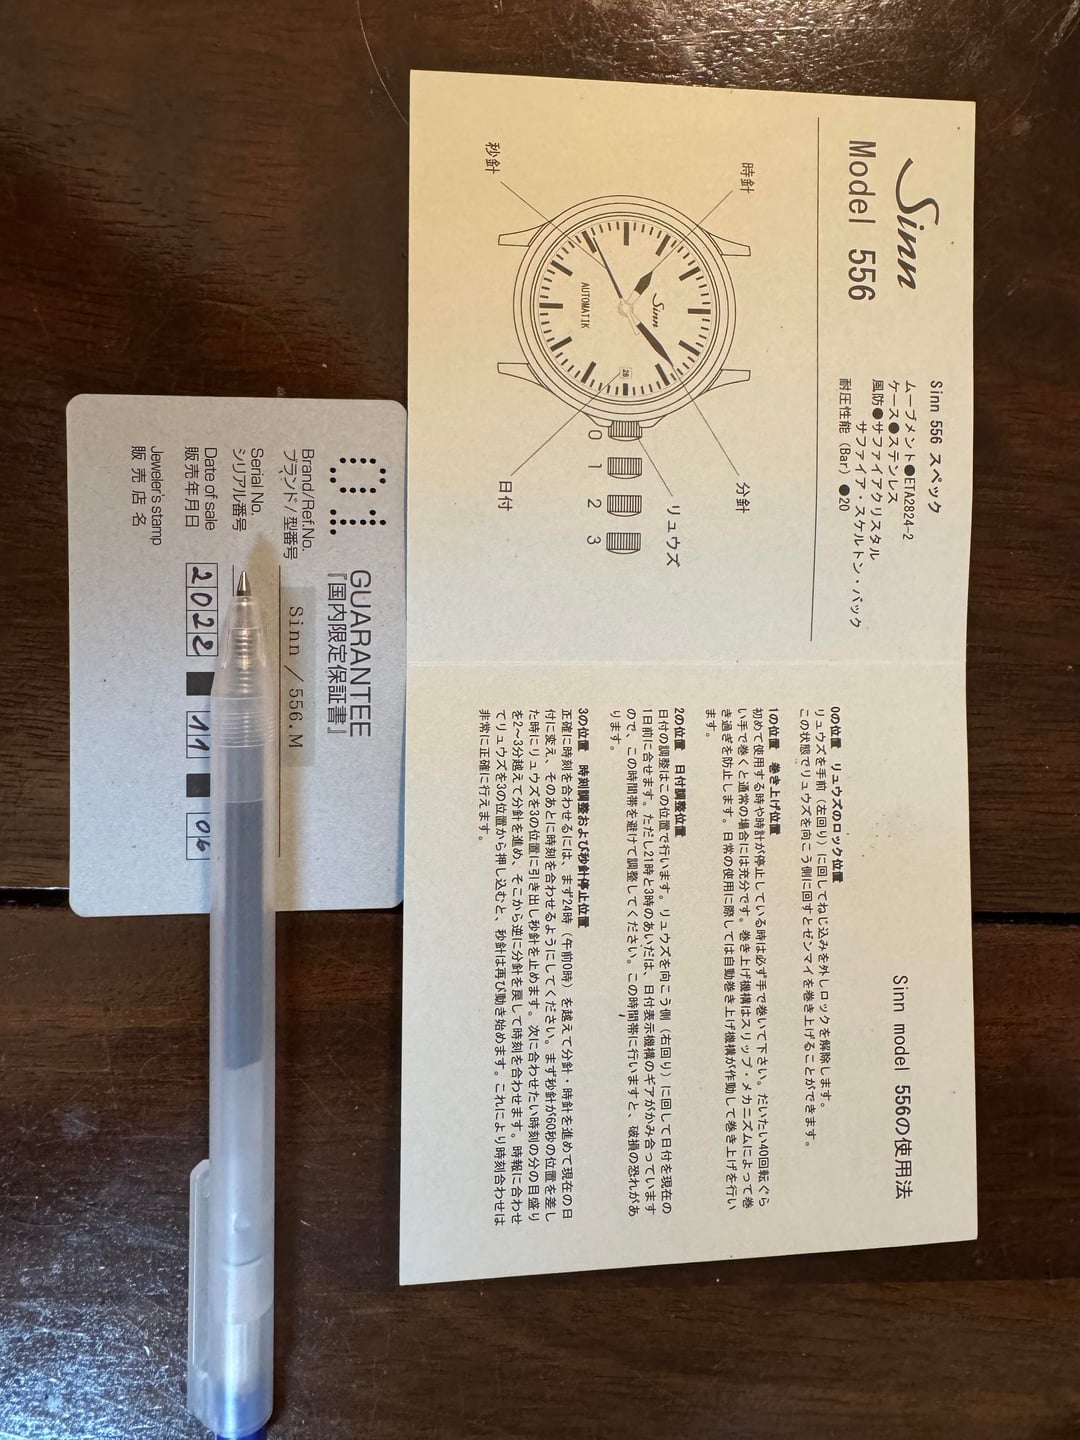 Sinn
Model 556
Sinn 556 スペック
ムーブメント●ETA2824-2
ケース●ステンレス
風防●サファイアクリスタル
サファイア・スケルトン・バック
耐圧性能（Bar）●20
時針
分針
秒針
日付
リュウズ
Sinn
AUTOMATIK
28
0
1
2
3
Sinn model 556の使用法
0の位置 リュウズのロック位置
リュウズを手前（左回り）に回してねじ込みを外しロックを解除します。
この状態でリュウズを向こう側に回すとゼンマイを巻き上げることができます。
1の位置 巻き上げ位置
初めて使用する時や時計が停止している時は必ず手で巻いて下さい。だいたい40回転ぐら
い手で巻くと通常の場合には充分です。巻き上げ機構はスリップ・メカニズムによって巻
き過ぎを防止します。日常の使用に際しては自動巻き上げ機構が作動して巻き上げを行い
ます。
2の位置 日付調整位置
日付の調整はこの位置で行います。リュウズを向こう側（右回り）に回して日付を現在の
1日前に合せます。ただし21時と3時のあいだは、日付表示機構のギアがかみ合っています
ので、この時間帯を避けて調整してください。この時間帯に行いますと、破損の恐れがあ
ります。
3の位置 時刻調整および秒針停止位置
正確に時刻を合わせるには、まず24時（午前0時）を越えて分針・時針を進めて現在の日
付に変え、そのあとに時刻を合わせるようにしてください。まず秒針が60秒の位置を差し
た時にリュウズを3の位置に引き出し秒針を止めます。次に合わせたい時刻の分の目盛り
を2〜3分越えて分針を進め、そこから逆に分針を戻して時刻を合わせます。時報に合わせ
てリュウズを3の位置から押し込むと、秒針は再び動き始めます。これにより時刻合わせは
非常に正確に行えます。
GUARANTEE
『国内限定保証書』
Brand/Ref.No.
ブランド/型番号
Sinn / 556.M
Serial No.
シリアル番号
Date of sale
販売年月日
2022 11 06
Jeweler's stamp
販売店名